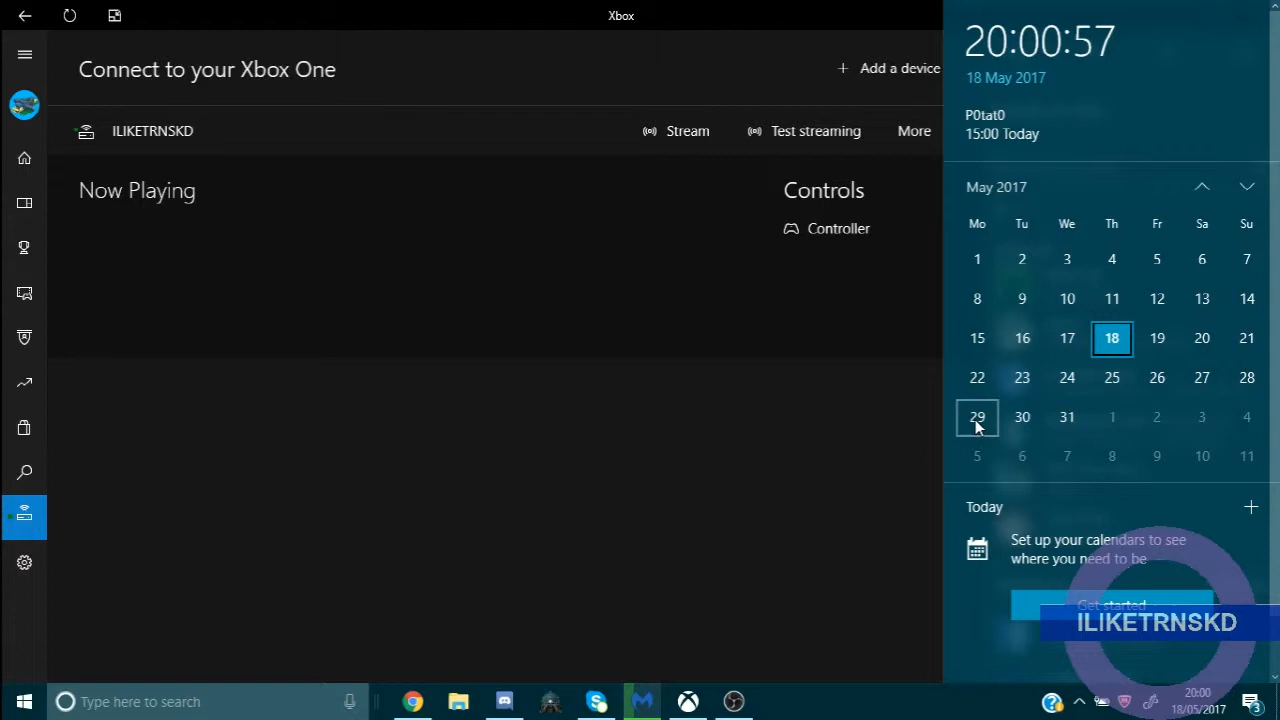 Xbox
Connect to your Xbox One
+ Add a device
ILIKETRNSKD
Stream
Test streaming
More
Now Playing
Controls
Controller
20:00:57
18 May 2017
P0tat0
15:00 Today
May 2017
Mo Tu We Th Fr Sa Su
1 2 3 4 5 6 7
8 9 10 11 12 13 14
15 16 17 18 19 20 21
22 23 24 25 26 27 28
29 30 31 1 2 3 4
5 6 7 8 9 10 11
Today
+
Set up your calendars to see
where you need to be
Get started
ILIKETRNSKD
Type here to search
20:00
18/05/2017
3